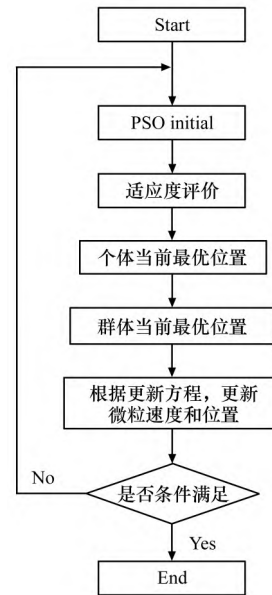 Start
PSO initial
适应度评价
个体当前最优位置
群体当前最优位置
根据更新方程，更新
微粒速度和位置
No
是否条件满足
Yes
End